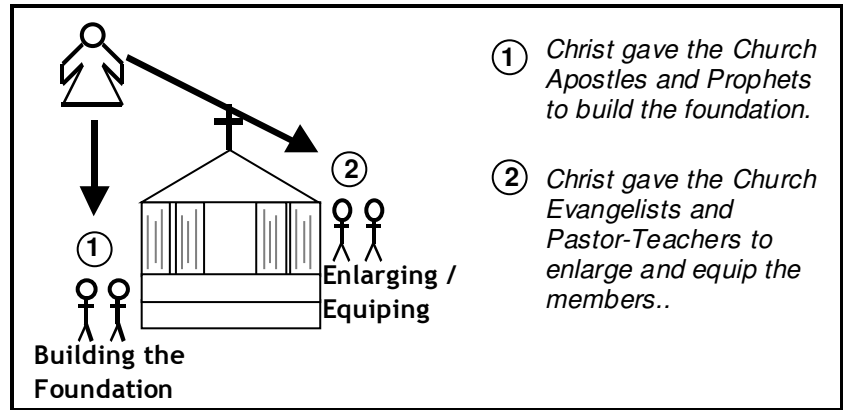 1
Building the
Foundation
2
Enlarging /
Equiping
1 Christ gave the Church
Apostles and Prophets
to build the foundation.
2 Christ gave the Church
Evangelists and
Pastor-Teachers to
enlarge and equip the
members..